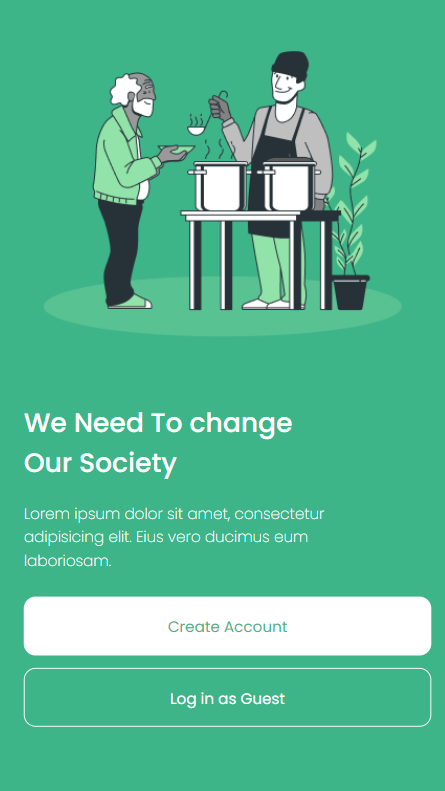 We Need To change
Our Society
Lorem ipsum dolor sit amet, consectetur
adipisicing elit. Eius vero ducimus eum
laboriosam.
Create Account
Log in as Guest